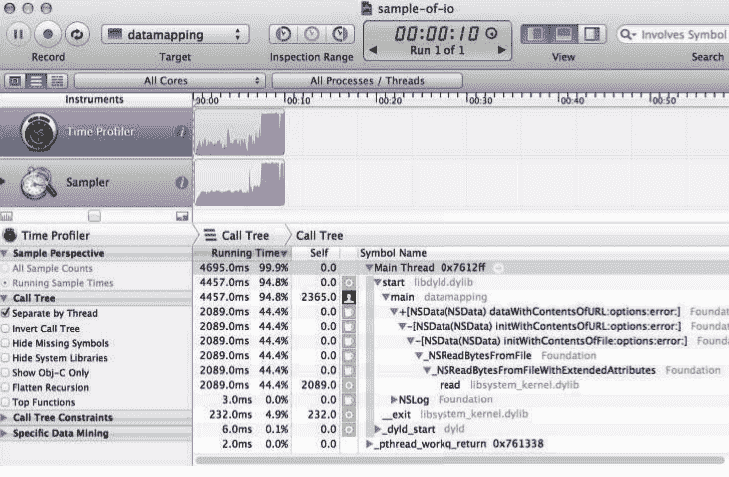 sample-of-io
datamapping
00:00:10
Run 1 of 1
Involves Symbol
Record
Target
Inspection Range
View
Search
All Cores
All Processes / Threads
Instruments
00:00
00:10
00:20
00:30
00:40
00:50
Time Profiler
Sampler
Time Profiler
Call Tree
Call Tree
Sample Perspective
Running Time
Self
Symbol Name
All Sample Counts
4695.0ms 99.9% 0.0 Main Thread 0x7612ff
Running Sample Times
4457.0ms 94.8% 0.0 start libdyld.dylib
Call Tree
4457.0ms 94.8% 2365.0 main datamapping
Separate by Thread
2089.0ms 44.4% 0.0 +[NSData(NSData) dataWithContentsOfURL:options:error:] Founda
Invert Call Tree
2089.0ms 44.4% 0.0 -[NSData(NSData) initWithContentsOfURL:options:error:] Foundat
Hide Missing Symbols
2089.0ms 44.4% 0.0 -[NSData(NSData) initWithContentsOfFile:options:error:] Foun
Hide System Libraries
2089.0ms 44.4% 0.0 _NSReadBytesFromFile Foundation
Show Obj-C Only
2089.0ms 44.4% 0.0 _NSReadBytesFromFileWithExtendedAttributes Foundation
Flatten Recursion
2089.0ms 44.4% 2089.0 read libsystem_kernel.dylib
Top Functions
3.0ms 0.0% 0.0 NSLog Foundation
Call Tree Constraints
232.0ms 4.9% 232.0 __exit libsystem_kernel.dylib
Specific Data Mining
6.0ms 0.1% 0.0 _dyld_start dyld
2.0ms 0.0% 0.0 _pthread_workq_return 0x761338